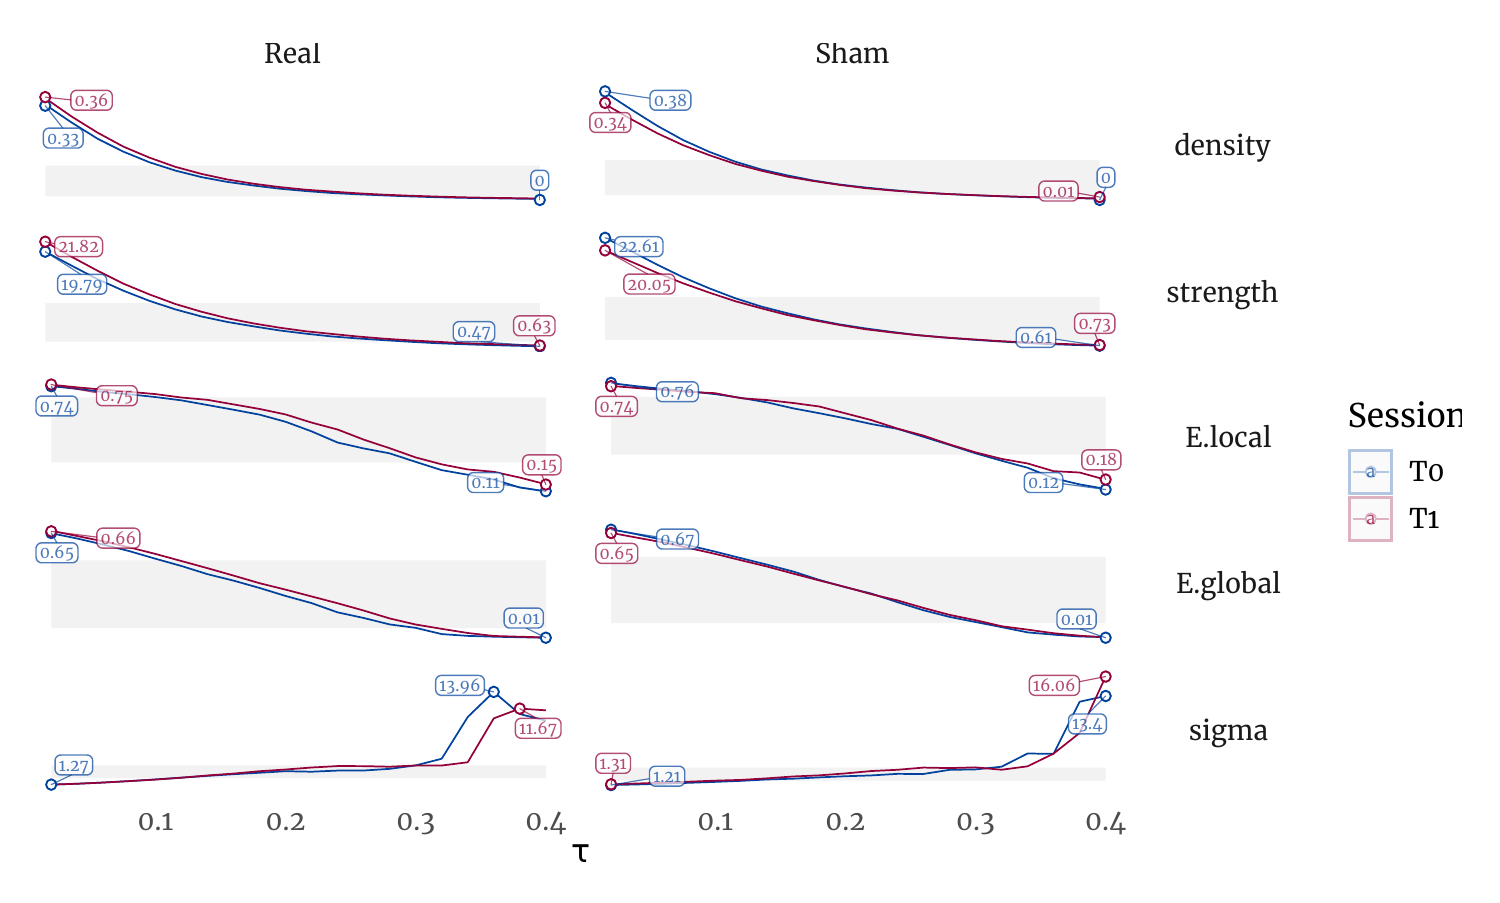 Real
Sham
0.36
0.33
0
0.38
0.34
0.01
0
density
21.82
19.79
0.47
0.63
22.61
20.05
0.61
0.73
strength
0.75
0.74
0.15
0.11
0.76
0.74
0.18
0.12
E.local
0.66
0.65
0.01
0.67
0.65
0.01
E.global
13.96
11.67
1.27
16.06
13.4
1.31
1.21
sigma
Session
a T0
a T1
0.1 0.2 0.3 0.4
0.1 0.2 0.3 0.4
τ